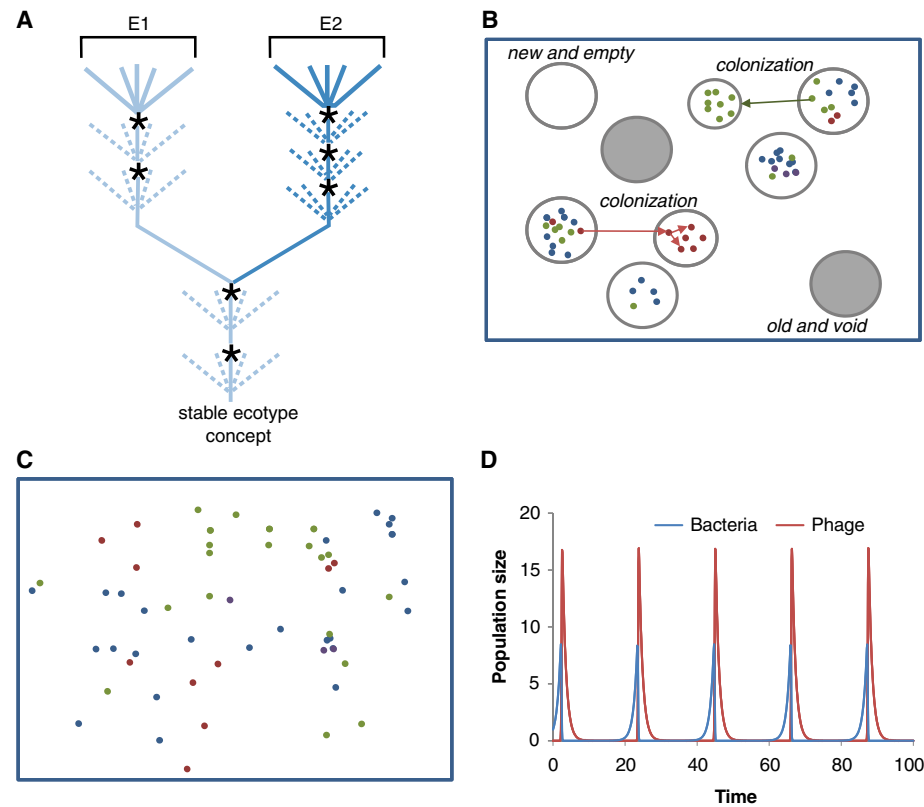 A
E1
E2
*
*
*
*
*
*
*
stable ecotype
concept
B
new and empty
colonization
colonization
old and void
C
D
Bacteria
Phage
Population size
20
15
10
5
0
0
20
40
60
80
100
Time